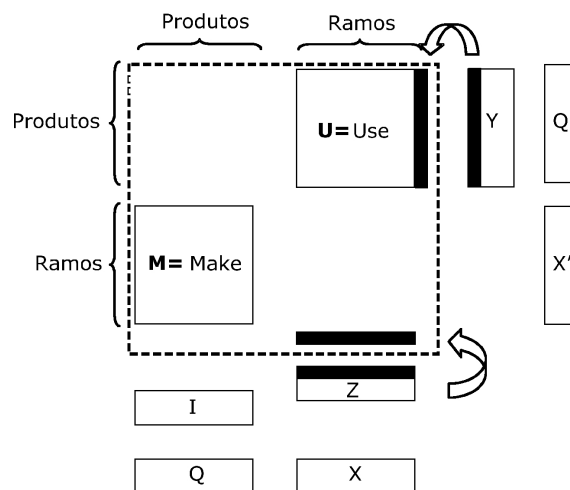 Produtos
Ramos
Produtos
U= Use
Y
Q
Ramos
M= Make
X'
Z
I
Q
X